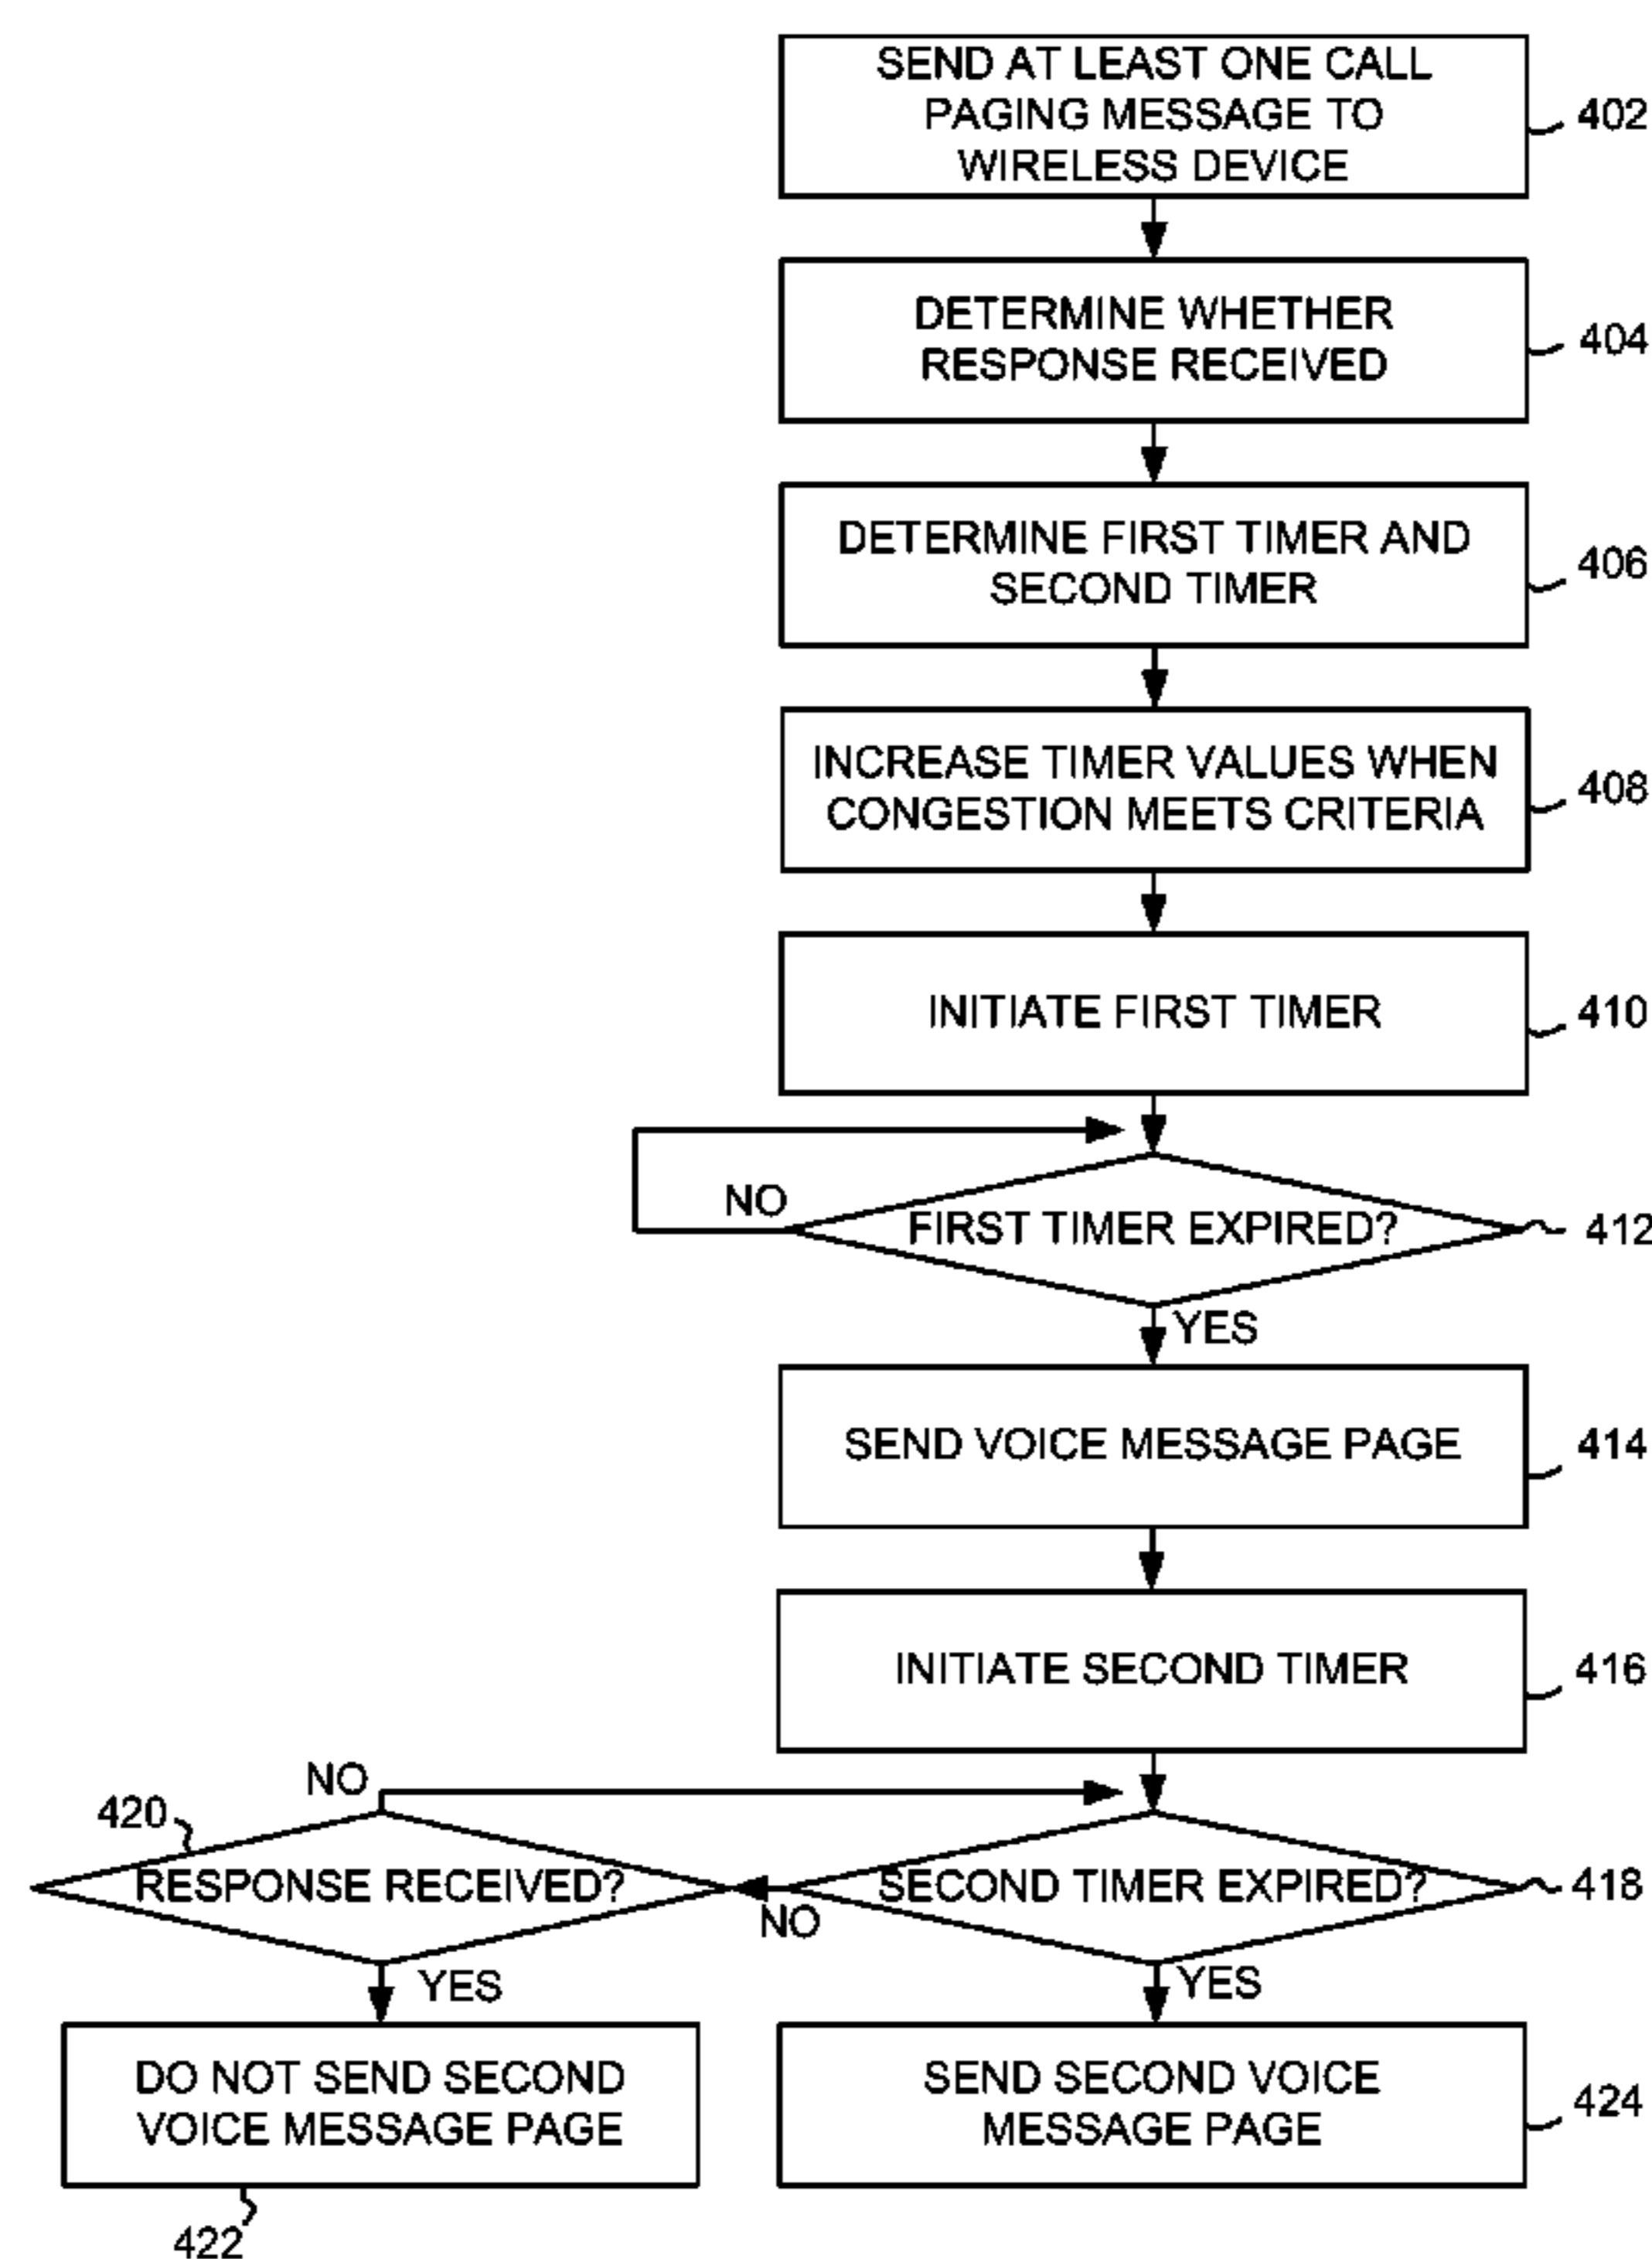 SEND AT LEAST ONE CALL
PAGING MESSAGE TO
WIRELESS DEVICE
402
DETERMINE WHETHER
RESPONSE RECEIVED
404
DETERMINE FIRST TIMER AND
SECOND TIMER
406
INCREASE TIMER VALUES WHEN
CONGESTION MEETS CRITERIA
408
INITIATE FIRST TIMER
410
NO
FIRST TIMER EXPIRED?
412
YES
SEND VOICE MESSAGE PAGE
414
INITIATE SECOND TIMER
416
NO
420
RESPONSE RECEIVED?
SECOND TIMER EXPIRED?
418
NO
YES
YES
DO NOT SEND SECOND
VOICE MESSAGE PAGE
422
SEND SECOND VOICE
MESSAGE PAGE
424